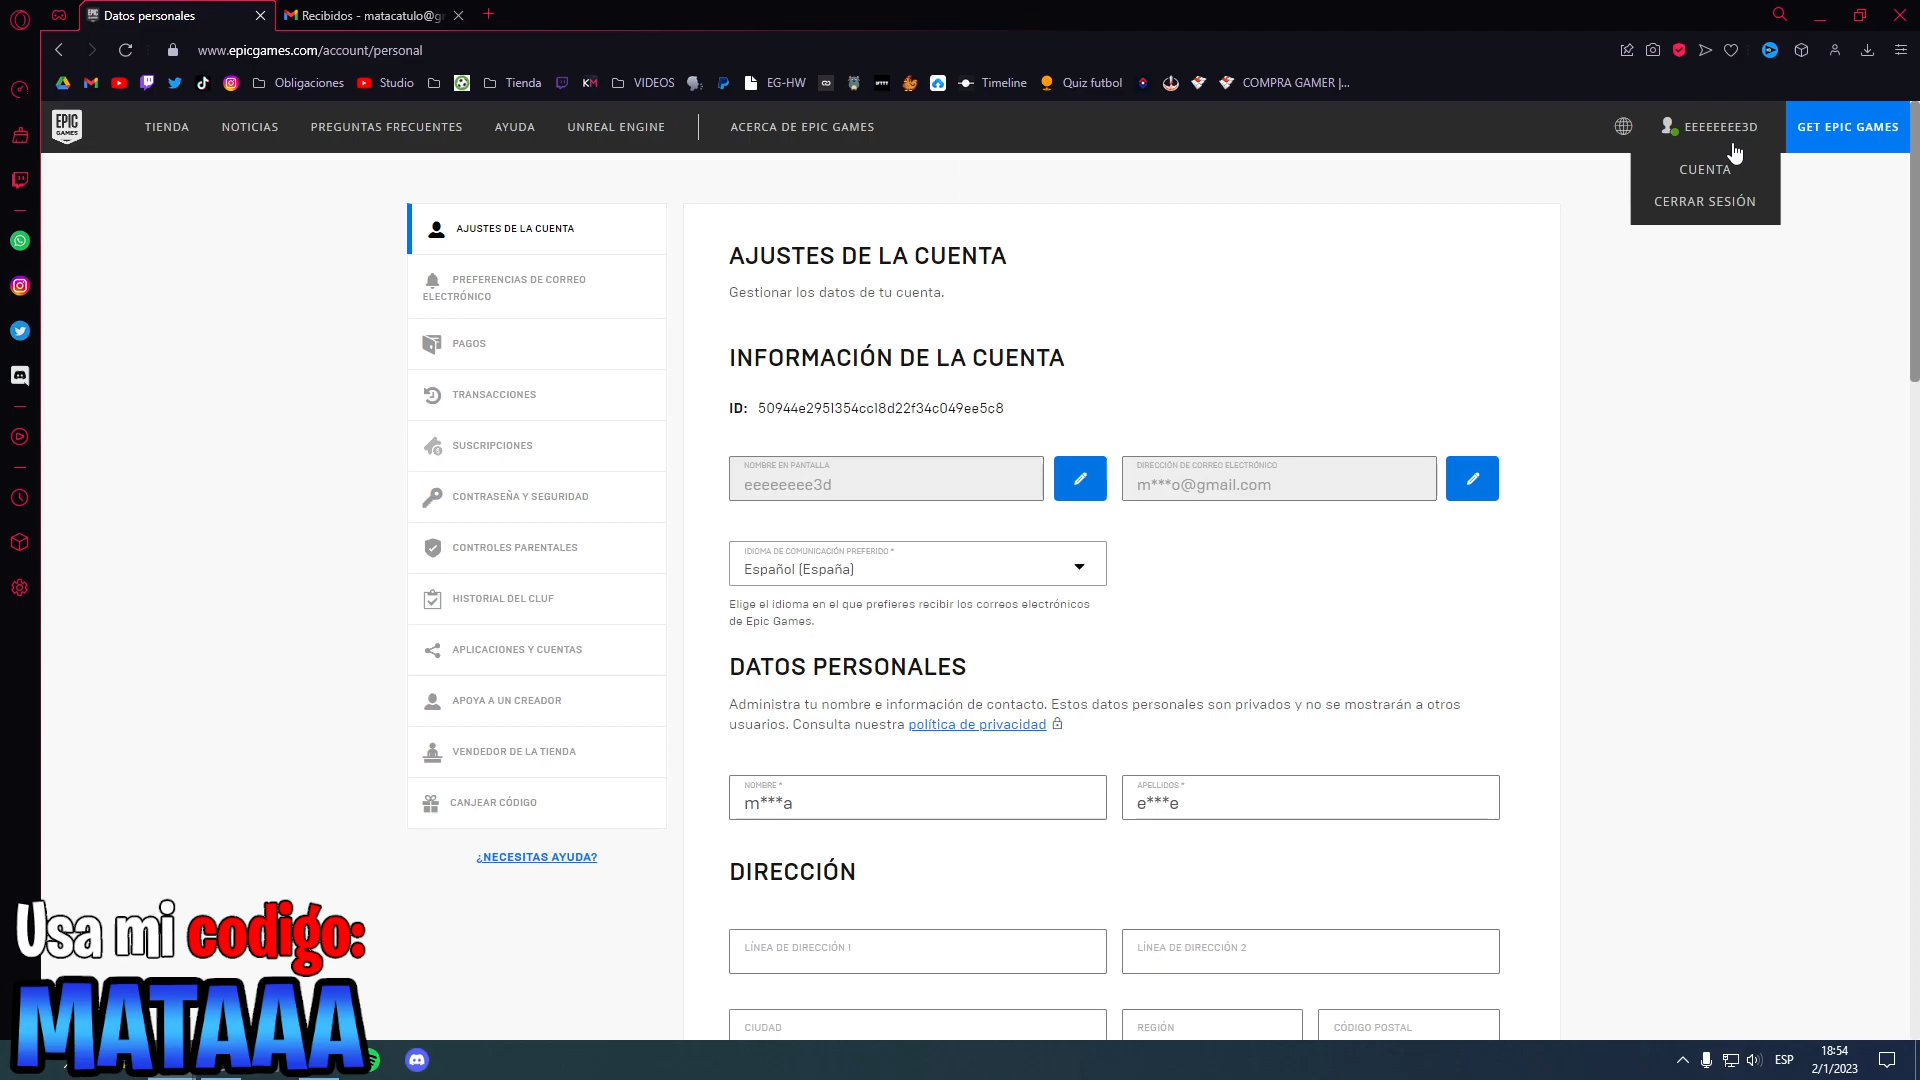 Datos personales
Recibidos - matacatulo@g
www.epicgames.com/account/personal
Obligaciones
Studio
Tienda
KM
VIDEOS
EG-HW
Timeline
Quiz futbol
COMPRA GAMER |...
EPIC
GAMES
TIENDA
NOTICIAS
PREGUNTAS FRECUENTES
AYUDA
UNREAL ENGINE
ACERCA DE EPIC GAMES
EEEEEEEE3D
GET EPIC GAMES
CUENTA
CERRAR SESIÓN
AJUSTES DE LA CUENTA
PREFERENCIAS DE CORREO
ELECTRÓNICO
PAGOS
TRANSACCIONES
SUSCRIPCIONES
CONTRASEÑA Y SEGURIDAD
CONTROLES PARENTALES
HISTORIAL DEL CLUF
APLICACIONES Y CUENTAS
APOYA A UN CREADOR
VENDEDOR DE LA TIENDA
CANJEAR CÓDIGO
¿NECESITAS AYUDA?
AJUSTES DE LA CUENTA
Gestionar los datos de tu cuenta.
INFORMACIÓN DE LA CUENTA
ID: 50944e2951354cc18d22f34c049ee5c8
NOMBRE EN PANTALLA
eeeeeeee3d
DIRECCIÓN DE CORREO ELECTRÓNICO
m***o@gmail.com
IDIOMA DE COMUNICACIÓN PREFERIDO *
Español (España)
Elige el idioma en el que prefieres recibir los correos electrónicos
de Epic Games.
DATOS PERSONALES
Administra tu nombre e información de contacto. Estos datos personales son privados y no se mostrarán a otros
usuarios. Consulta nuestra política de privacidad
NOMBRE *
m***a
APELLIDOS *
e***e
DIRECCIÓN
LÍNEA DE DIRECCIÓN 1
LÍNEA DE DIRECCIÓN 2
CIUDAD
REGIÓN
CÓDIGO POSTAL
Usa mi codigo:
MATAAA
ESP
18:54
2/1/2023